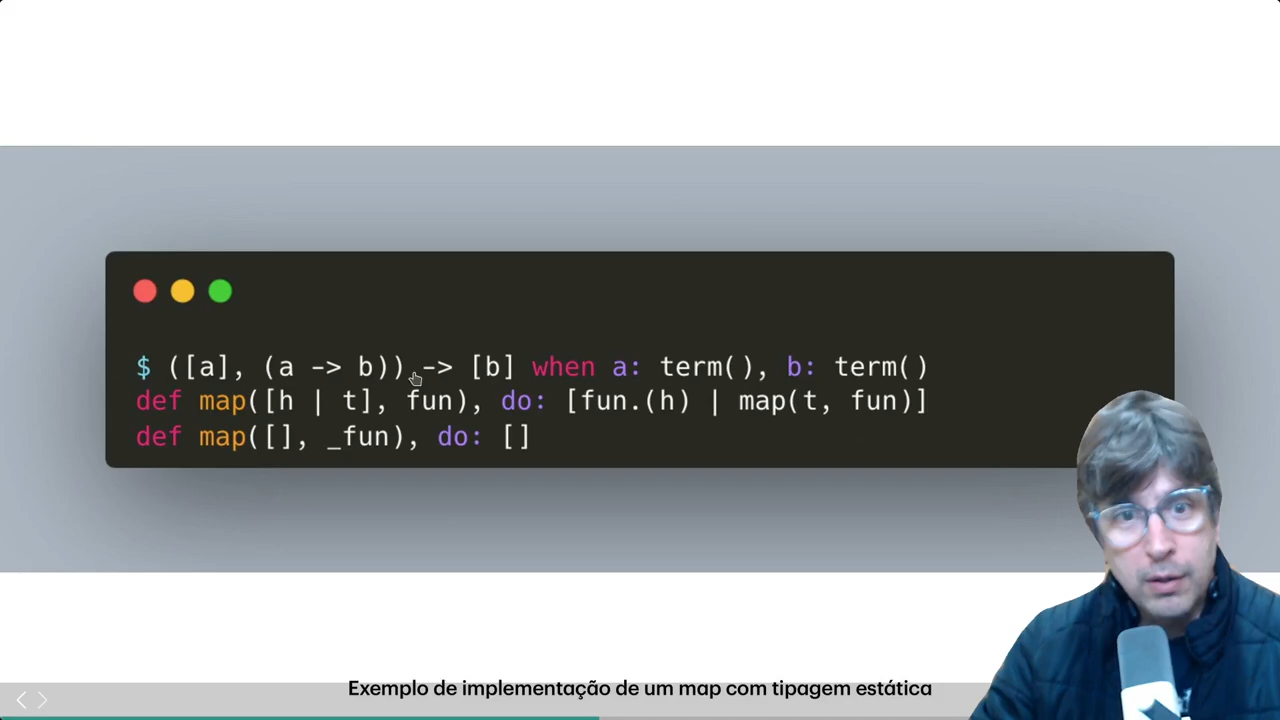 $ ([a], (a -> b)) -> [b] when a: term(), b: term()
def map([h | t], fun), do: [fun.(h) | map(t, fun)]
def map([], _fun), do: []
Exemplo de implementação de um map com tipagem estática